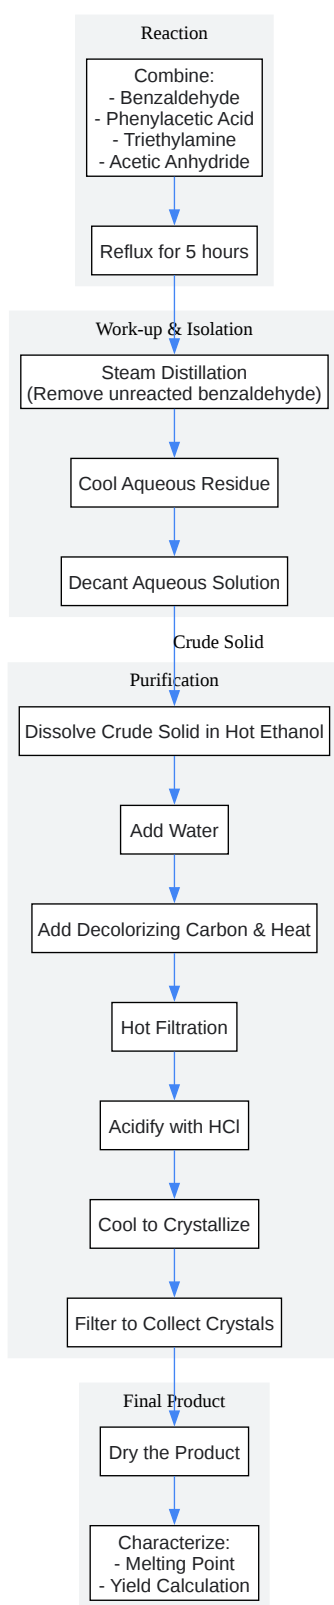 Reaction
Combine:
- Benzaldehyde
- Phenylacetic Acid
- Triethylamine
- Acetic Anhydride
Reflux for 5 hours
Work-up & Isolation
Steam Distillation
(Remove unreacted benzaldehyde)
Cool Aqueous Residue
Decant Aqueous Solution
Crude Solid
Purification
Dissolve Crude Solid in Hot Ethanol
Add Water
Add Decolorizing Carbon & Heat
Hot Filtration
Acidify with HCl
Cool to Crystallize
Filter to Collect Crystals
Final Product
Dry the Product
Characterize:
- Melting Point
- Yield Calculation